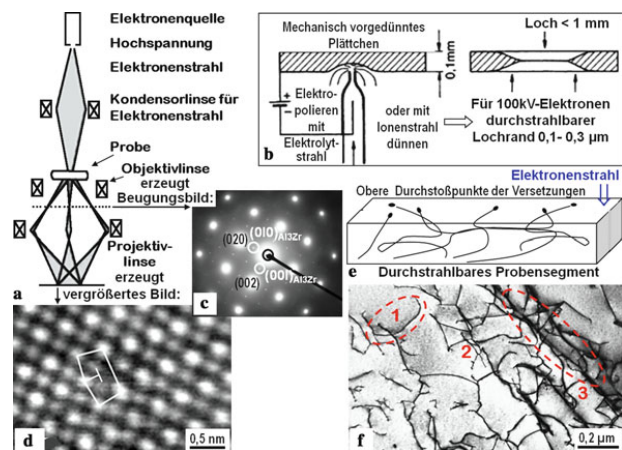 Elektronenquelle
Hochspannung
Elektronenstrahl
Kondensorlinse für
Elektronenstrahl
Probe
Objektivlinse
erzeugt
Beugungsbild:
Projektiv-
linse
erzeugt
a
vergrößertes Bild:
Mechanisch vorgedünntes
Plättchen
0,1mm
Loch < 1 mm
+
–
Elektro-
polieren
mit
Elektrolyt-
strahl
oder mit
Ionenstrahl
dünnen
Für 100kV-Elektronen
durchstrahlbarer
Lochrand 0,1- 0,3 µm
b
(020)
(010)Al3Zr
(002)
(001)Al3Zr
c
Elektronenstrahl
Obere Durchstoßpunkte der Versetzungen
e
Durchstrahlbares Probensegment
d
0,5 nm
1
2
3
f
0,2 µm